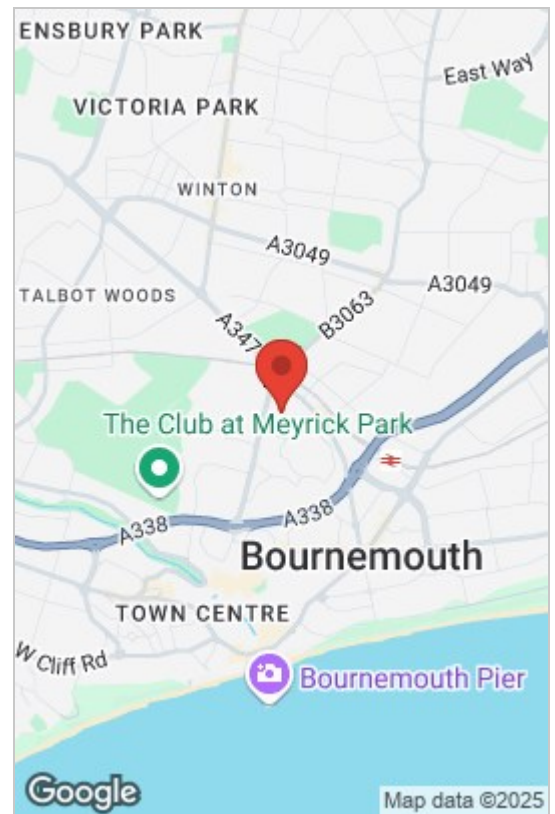 ENSBURY PARK
East Way
VICTORIA PARK
WINTON
A3049
A3049
TALBOT WOODS
B3063
A347
The Club at Meyrick Park
A338
A338
Bournemouth
TOWN CENTRE
W Cliff Rd
Bournemouth Pier
Google
Map data ©2025